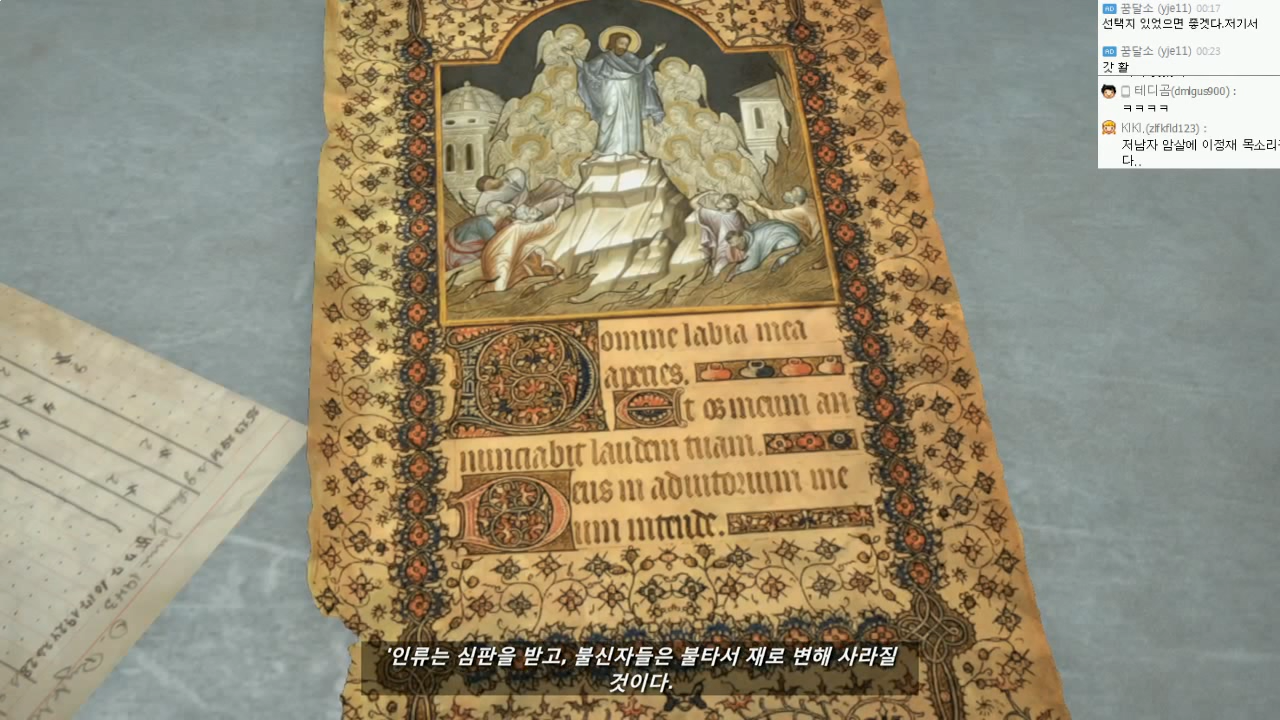 꿈달소 (yje11) 00:17
선택지 있었으면 좋겟다.저기서
꿈달소 (yje11) 00:23
갓 활
테디곰(dmlgus900) :
ㅋㅋㅋㅋ
KIKI.(zlfkfld123) :
저남자 암살에 이정재 목소리
다..
Domine labia mea
aperies.
Et os meum an
nunciabit laudem tuam.
Deus in adiutorium me
um intende.
'인류는 심판을 받고, 불신자들은 불타서 재로 변해 사라질
것이다.